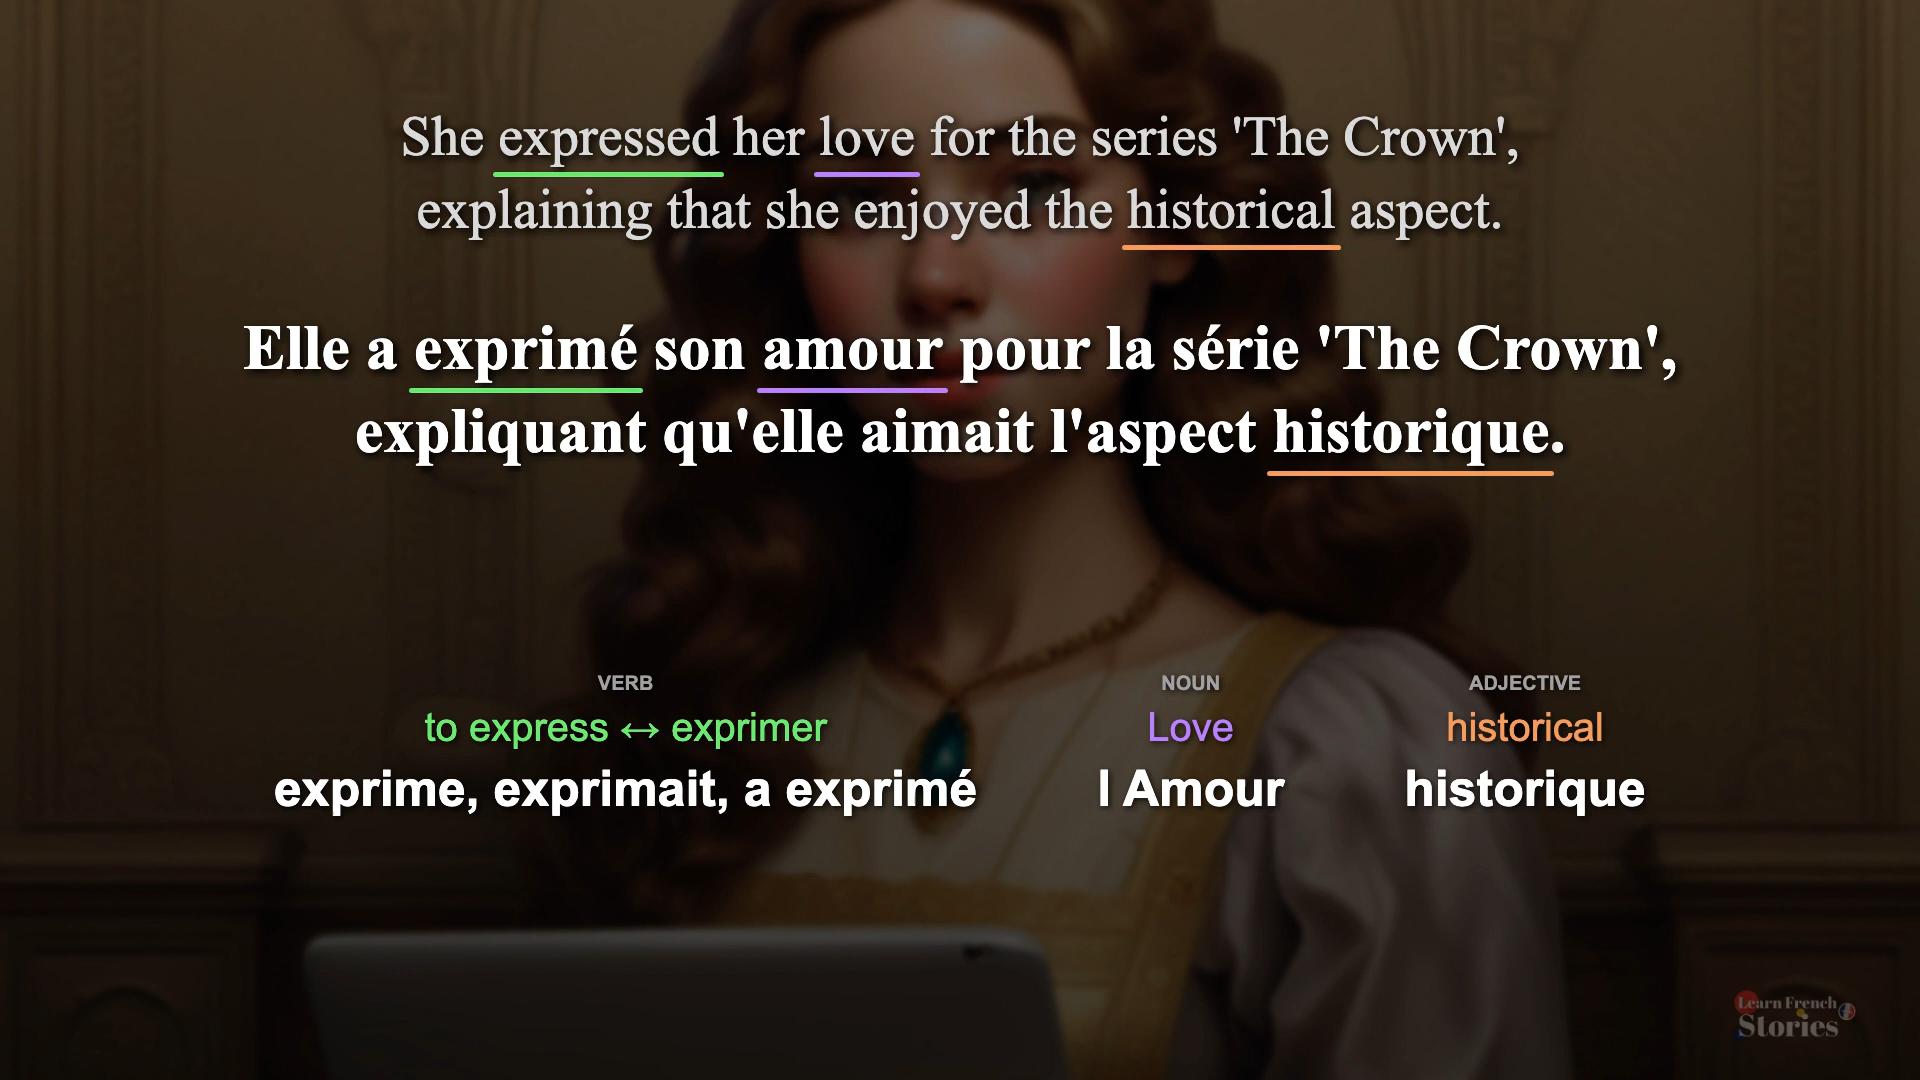 She expressed her love for the series 'The Crown',
explaining that she enjoyed the historical aspect.
Elle a exprimé son amour pour la série 'The Crown',
expliquant qu'elle aimait l'aspect historique.
VERB
to express ↔ exprimer
exprime, exprimait, a exprimé
NOUN
Love
l Amour
ADJECTIVE
historical
historique
Learn French
Stories